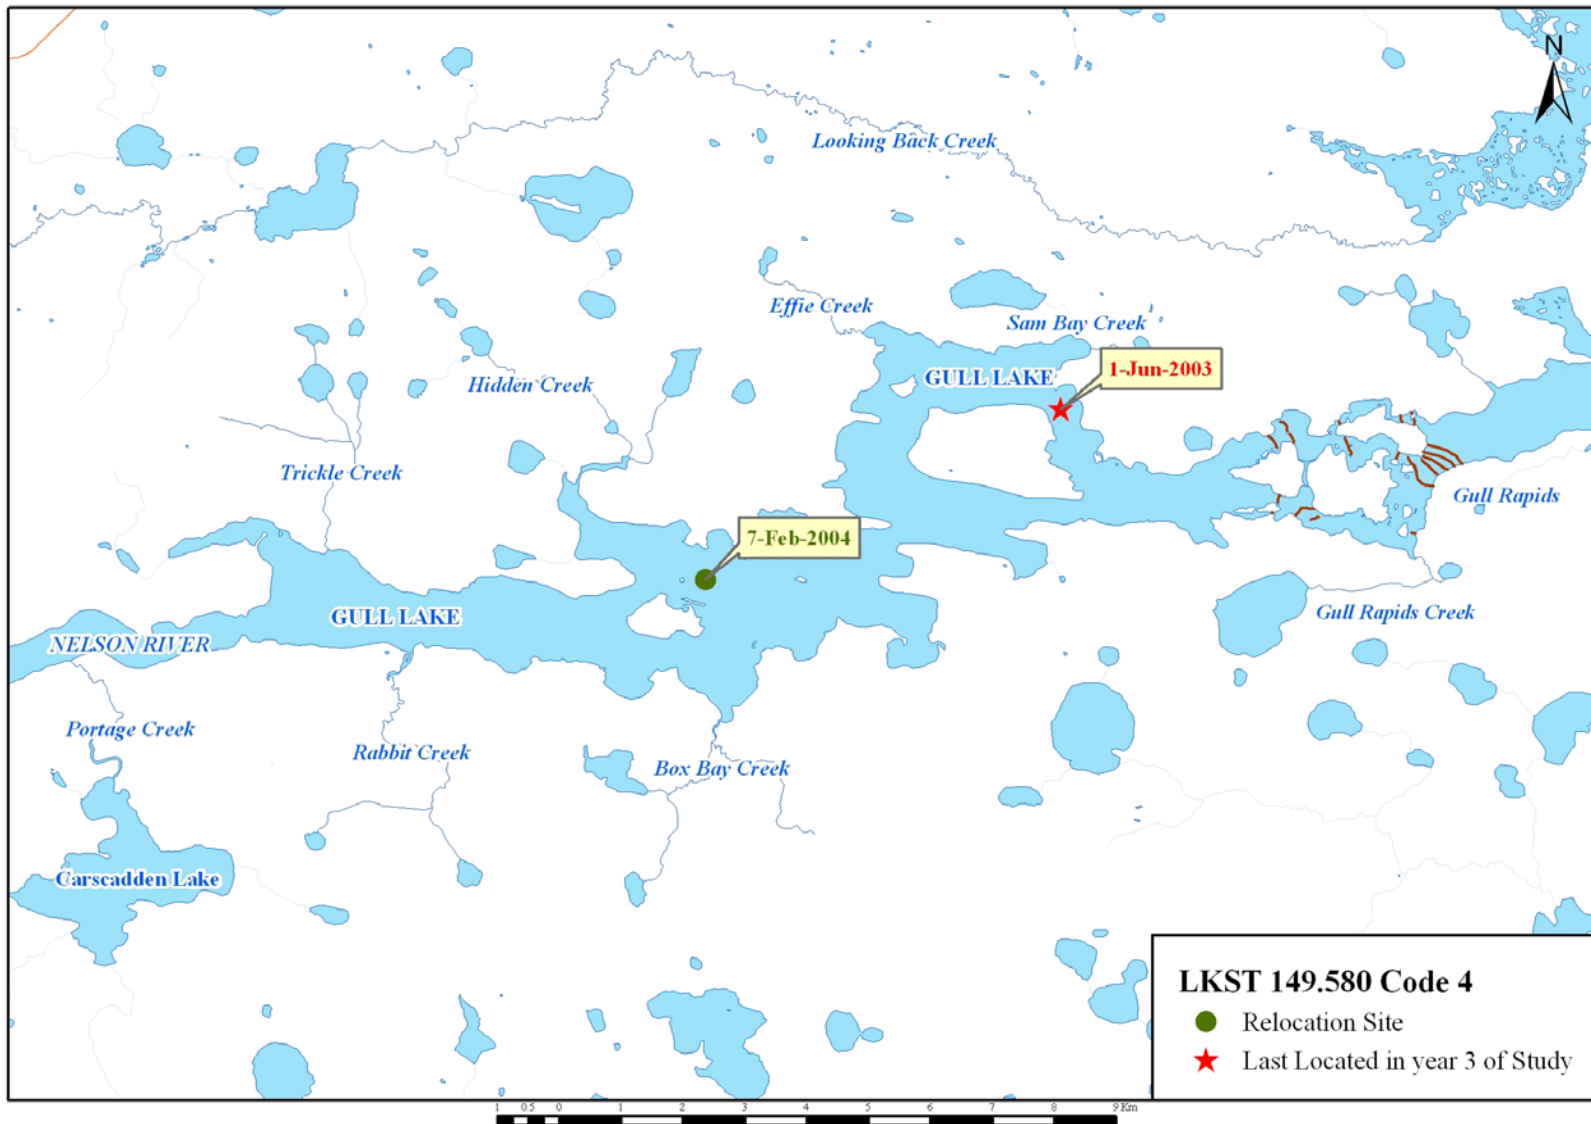 N
Looking Back Creek
Effie Creek
Sam Bay Creek
GULL LAKE
1-Jun-2003
Hidden Creek
Trickle Creek
Gull Rapids
7-Feb-2004
GULL LAKE
Gull Rapids Creek
NELSON RIVER
Portage Creek
Rabbit Creek
Box Bay Creek
Carscadden Lake
LKST 149.580 Code 4
Relocation Site
Last Located in year 3 of Study
1 0.5 0 1 2 3 4 5 6 7 8 9 Km